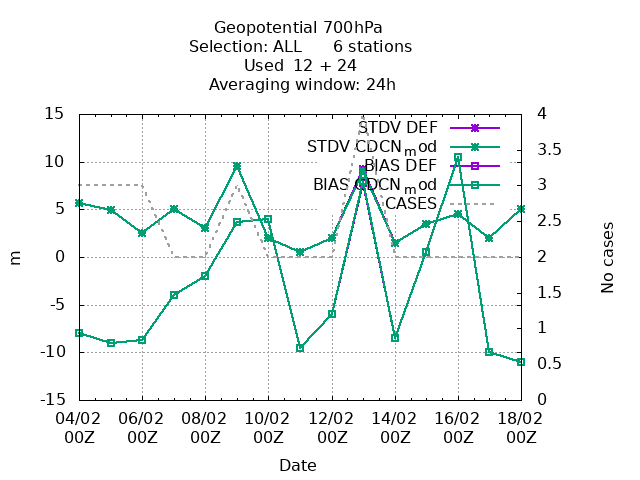 Geopotential 700hPa
Selection: ALL 6 stations
Used 12 + 24
Averaging window: 24h
STDV DEF
STDV CDCN_mod
BIAS DEF
BIAS CDCN_mod
CASES
15
10
5
0
-5
-10
-15
m
4
3.5
3
2.5
2
1.5
1
0.5
0
No cases
04/02 06/02 08/02 10/02 12/02 14/02 16/02 18/02
00Z 00Z 00Z 00Z 00Z 00Z 00Z 00Z
Date